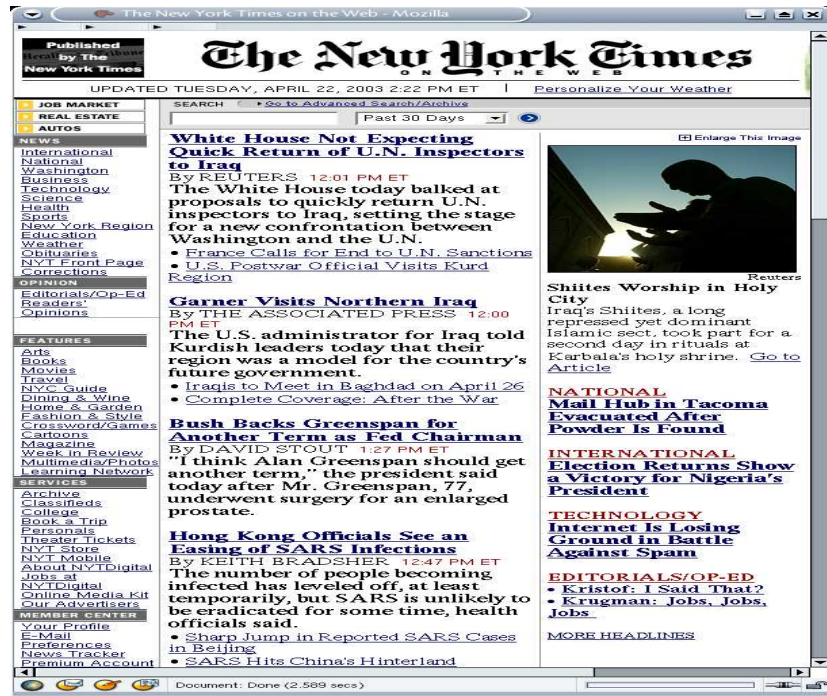 The New York Times on the Web - Mozilla
Published
by The
New York Times
The New York Times
ON THE WEB
UPDATED TUESDAY, APRIL 22, 2003 2:22 PM ET | Personalize Your Weather
JOB MARKET
REAL ESTATE
AUTOS
NEWS
International
National
Washington
Business
Technology
Science
Health
Sports
New York Region
Education
Weather
Obituaries
NYT Front Page
Corrections
OPINION
Editorials/Op-Ed
Readers'
Opinions
FEATURES
Arts
Books
Movies
Travel
NYC Guide
Dining & Wine
Home & Garden
Fashion & Style
Crossword/Games
Cartoons
Magazine
Week in Review
Multimedia/Photos
Learning Network
SERVICES
Archive
Classifieds
College
Book a Trip
Personals
Theater Tickets
NYT Store
NYT Mobile
About NYTDigital
Jobs at
NYTDigital
Online Media Kit
Our Advertisers
MEMBER CENTER
Your Profile
E-Mail
Preferences
News Tracker
Premium Account
SEARCH Go to Advanced Search/Archive
Past 30 Days
White House Not Expecting
Quick Return of U.N. Inspectors
to Iraq
By REUTERS 12:01 PM ET
The White House today balked at
proposals to quickly return U.N.
inspectors to Iraq, setting the stage
for a new confrontation between
Washington and the U.N.
• France Calls for End to U.N. Sanctions
• U.S. Postwar Official Visits Kurd
Region
Garner Visits Northern Iraq
By THE ASSOCIATED PRESS 12:00
PM ET
The U.S. administrator for Iraq told
Kurdish leaders today that their
region was a model for the country's
future government.
• Iraqis to Meet in Baghdad on April 26
• Complete Coverage: After the War
Bush Backs Greenspan for
Another Term as Fed Chairman
By DAVID STOUT 1:27 PM ET
"I think Alan Greenspan should get
another term," the president said
today after Mr. Greenspan, 77,
underwent surgery for an enlarged
prostate.
Hong Kong Officials See an
Easing of SARS Infections
By KEITH BRADSHER 12:47 PM ET
The number of people becoming
infected has leveled off, at least
temporarily, but SARS is unlikely to
be eradicated for some time, health
officials said.
• Sharp Jump in Reported SARS Cases
in Beijing
• SARS Hits China's Hinterland
Enlarge This Image
Reuters
Shiites Worship in Holy
City
Iraq's Shiites, a long
repressed yet dominant
Islamic sect, took part for a
second day in rituals at
Karbala's holy shrine. Go to
Article
NATIONAL
Mail Hub in Tacoma
Evacuated After
Powder Is Found
INTERNATIONAL
Election Returns Show
a Victory for Nigeria's
President
TECHNOLOGY
Internet Is Losing
Ground in Battle
Against Spam
EDITORIALS/OP-ED
• Kristof: I Said That?
• Krugman: Jobs, Jobs,
Jobs
MORE HEADLINES
Document: Done (2.589 secs)